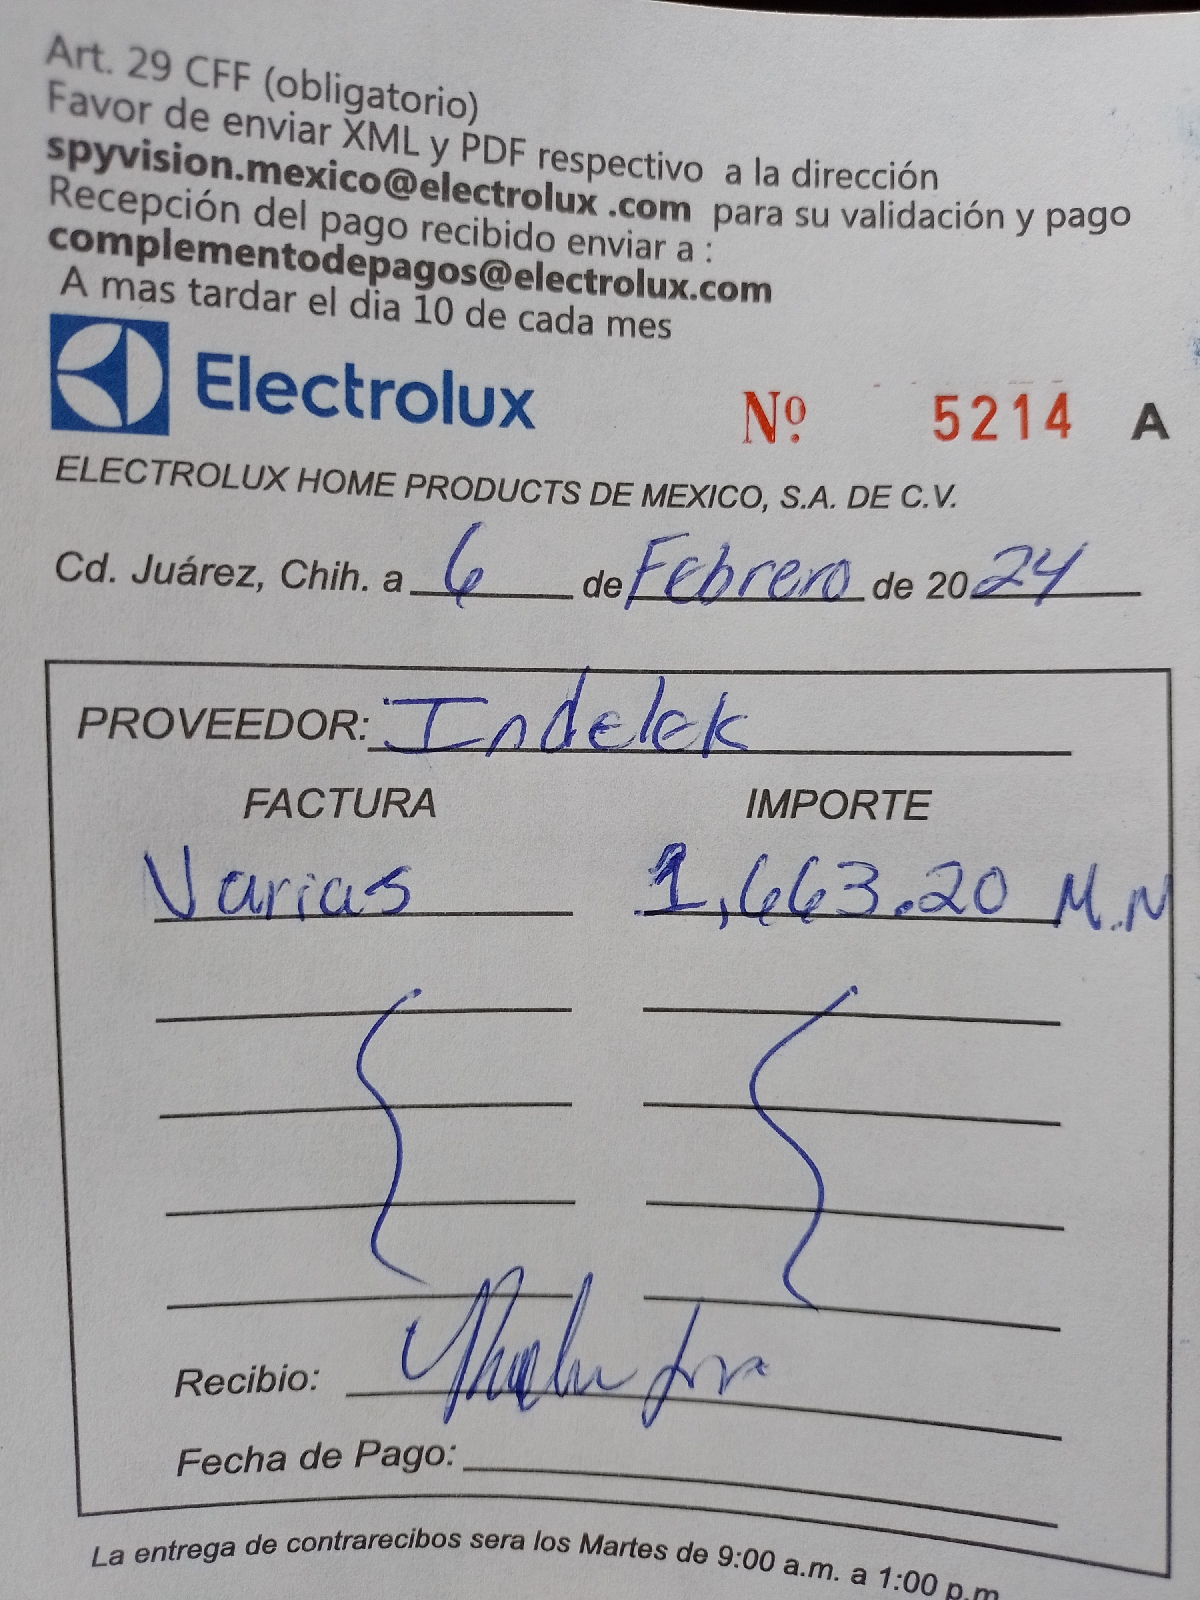 Art. 29 CFF (obligatorio)
Favor de enviar XML y PDF respectivo a la dirección
spyvision.mexico@electrolux .com para su validación y pago
Recepción del pago recibido enviar a :
complementodepagos@electrolux.com
A mas tardar el dia 10 de cada mes
Electrolux
Nº 5214 A
ELECTROLUX HOME PRODUCTS DE MEXICO, S.A. DE C.V.
Cd. Juárez, Chih. a 6 de Febrero de 2024
PROVEEDOR: Indelek
FACTURA IMPORTE
Varias 1,663.20 M.N
Recibio:
Fecha de Pago:
La entrega de contrarecibos sera los Martes de 9:00 a.m. a 1:00 p.m